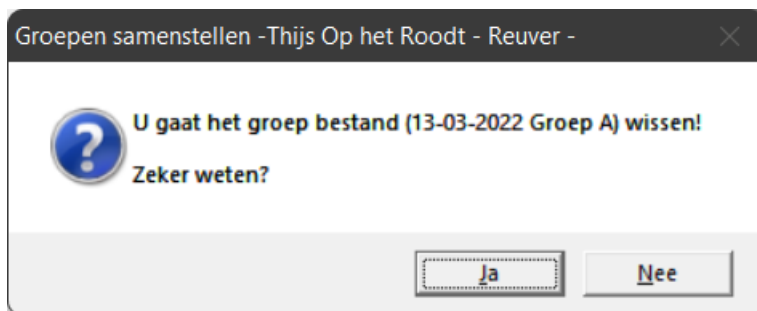 Groepen samenstellen -Thijs Op het Roodt - Reuver -
U gaat het groep bestand (13-03-2022 Groep A) wissen!
Zeker weten?
Ja
Nee